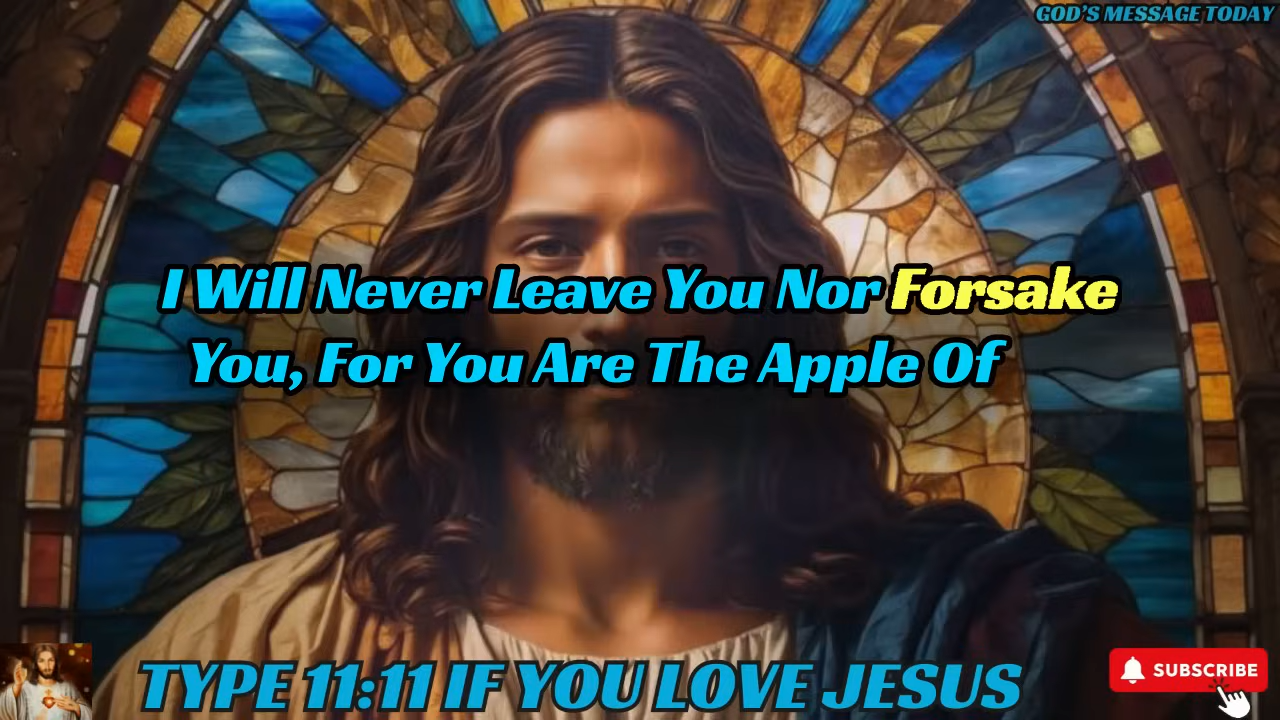 GOD'S MESSAGE TODAY
I Will Never Leave You Nor Forsake
You, For You Are The Apple Of
TYPE 11:11 IF YOU LOVE JESUS
SUBSCRIBE